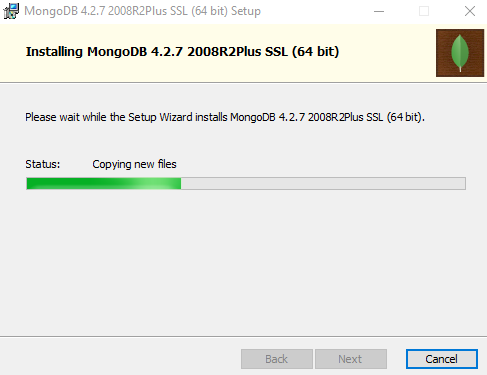 MongoDB 4.2.7 2008R2Plus SSL (64 bit) Setup
Installing MongoDB 4.2.7 2008R2Plus SSL (64 bit)
Please wait while the Setup Wizard installs MongoDB 4.2.7 2008R2Plus SSL (64 bit).
Status: Copying new files
Back Next Cancel